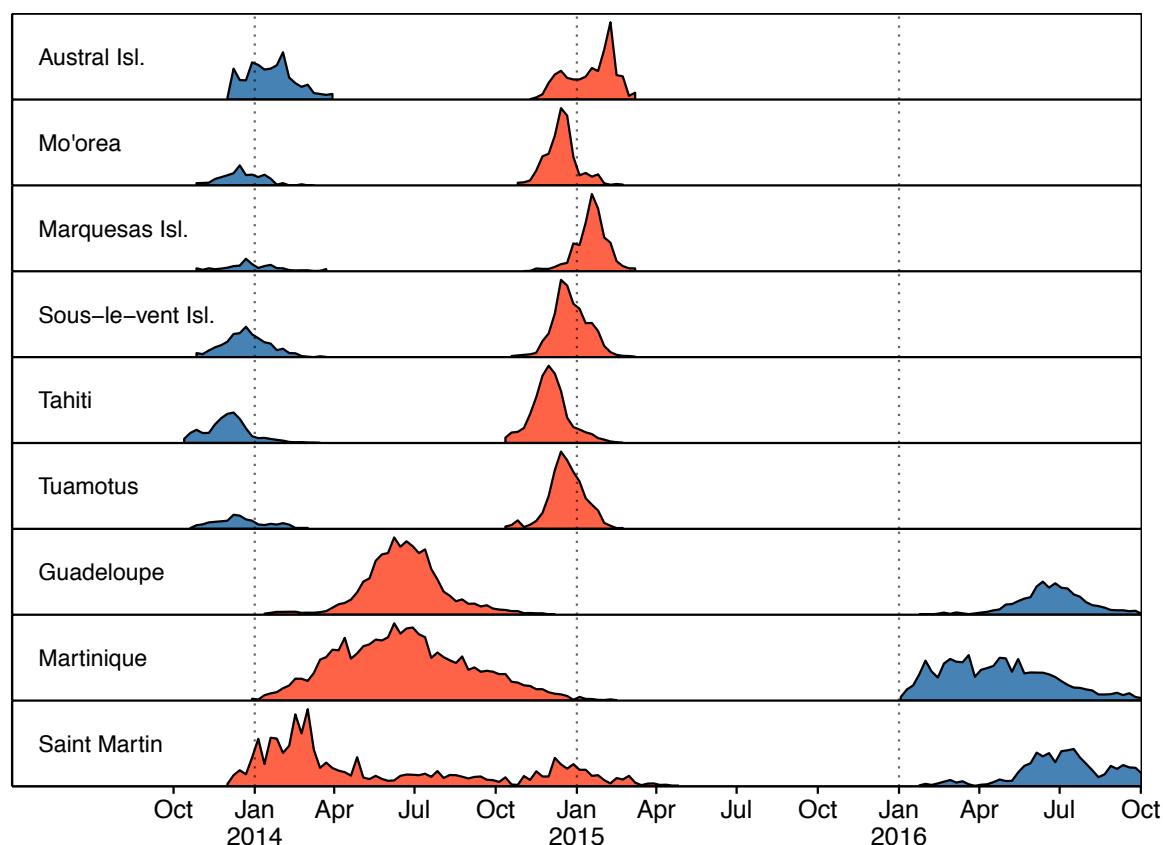 Austral Isl.
Mo'orea
Marquesas Isl.
Sous−le−vent Isl.
Tahiti
Tuamotus
Guadeloupe
Martinique
Saint Martin
Oct Jan Apr Jul Oct Jan Apr Jul Oct Jan Apr Jul Oct
2014 2015 2016